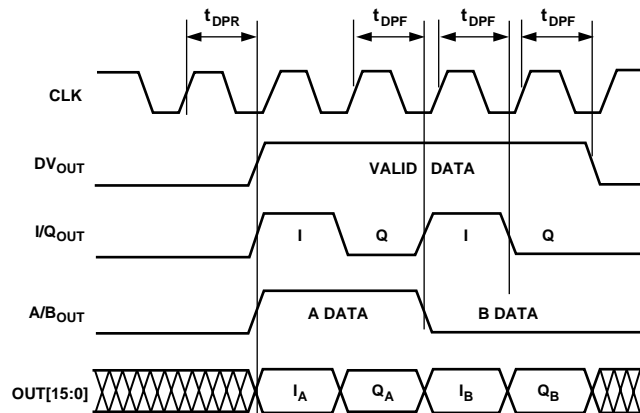 tDPR tDPF tDPF tDPF
CLK
DVOUT VALID DATA
I/QOUT I Q I Q
A/BOUT A DATA B DATA
OUT[15:0] IA QA IB QB